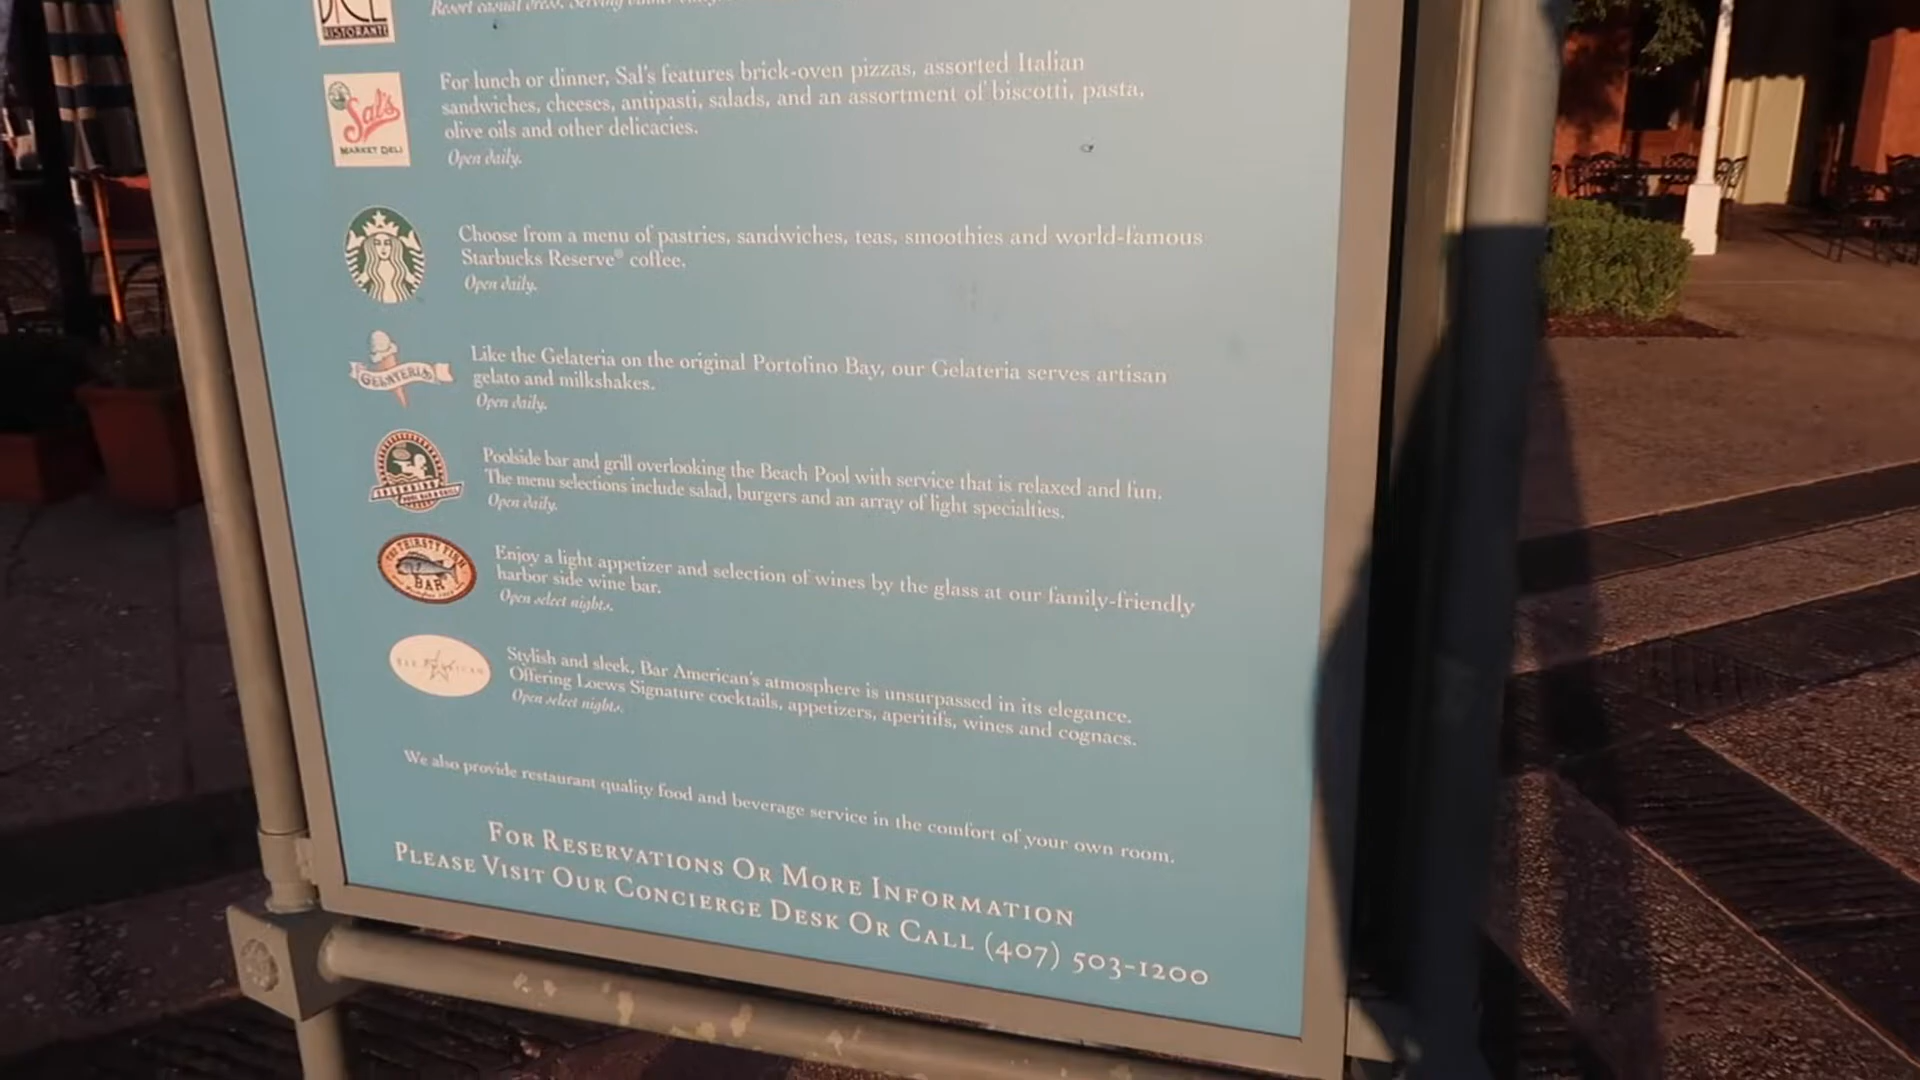 RISTORANTE
Resort casual dress. Serving dinner
Sal's
MARKET DELI
For lunch or dinner, Sal's features brick-oven pizzas, assorted Italian
sandwiches, cheeses, antipasti, salads, and an assortment of biscotti, pasta,
olive oils and other delicacies.
Open daily.
Choose from a menu of pastries, sandwiches, teas, smoothies and world-famous
Starbucks Reserve® coffee.
Open daily.
GELATERIA
Like the Gelateria on the original Portofino Bay, our Gelateria serves artisan
gelato and milkshakes.
Open daily.
POOL BAR & GRILL
Poolside bar and grill overlooking the Beach Pool with service that is relaxed and fun.
The menu selections include salad, burgers and an array of light specialties.
Open daily.
THE THIRSTY FISH
BAR
Enjoy a light appetizer and selection of wines by the glass at our family-friendly
harbor side wine bar.
Open select nights.
BAR AMERICAN
Stylish and sleek, Bar American's atmosphere is unsurpassed in its elegance.
Offering Loews Signature cocktails, appetizers, aperitifs, wines and cognacs.
Open select nights.
We also provide restaurant quality food and beverage service in the comfort of your own room.
FOR RESERVATIONS OR MORE INFORMATION
PLEASE VISIT OUR CONCIERGE DESK OR CALL (407) 503-1200